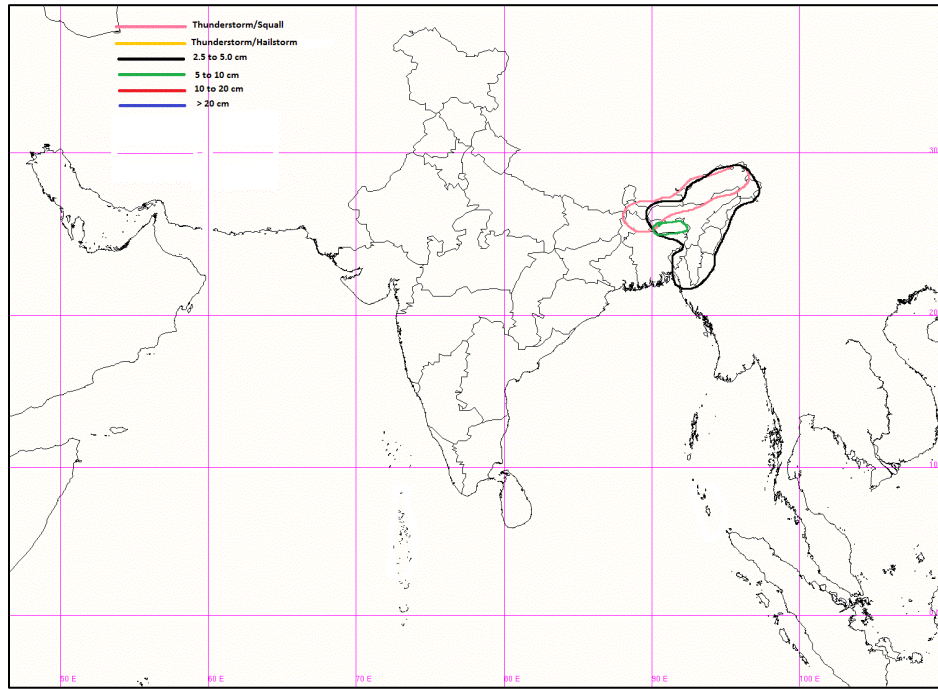 Thunderstorm/Squall
Thunderstorm/Hailstorm
2.5 to 5.0 cm
5 to 10 cm
10 to 20 cm
> 20 cm
30
20
10
50 E
60 E
70 E
80 E
90 E
100 E